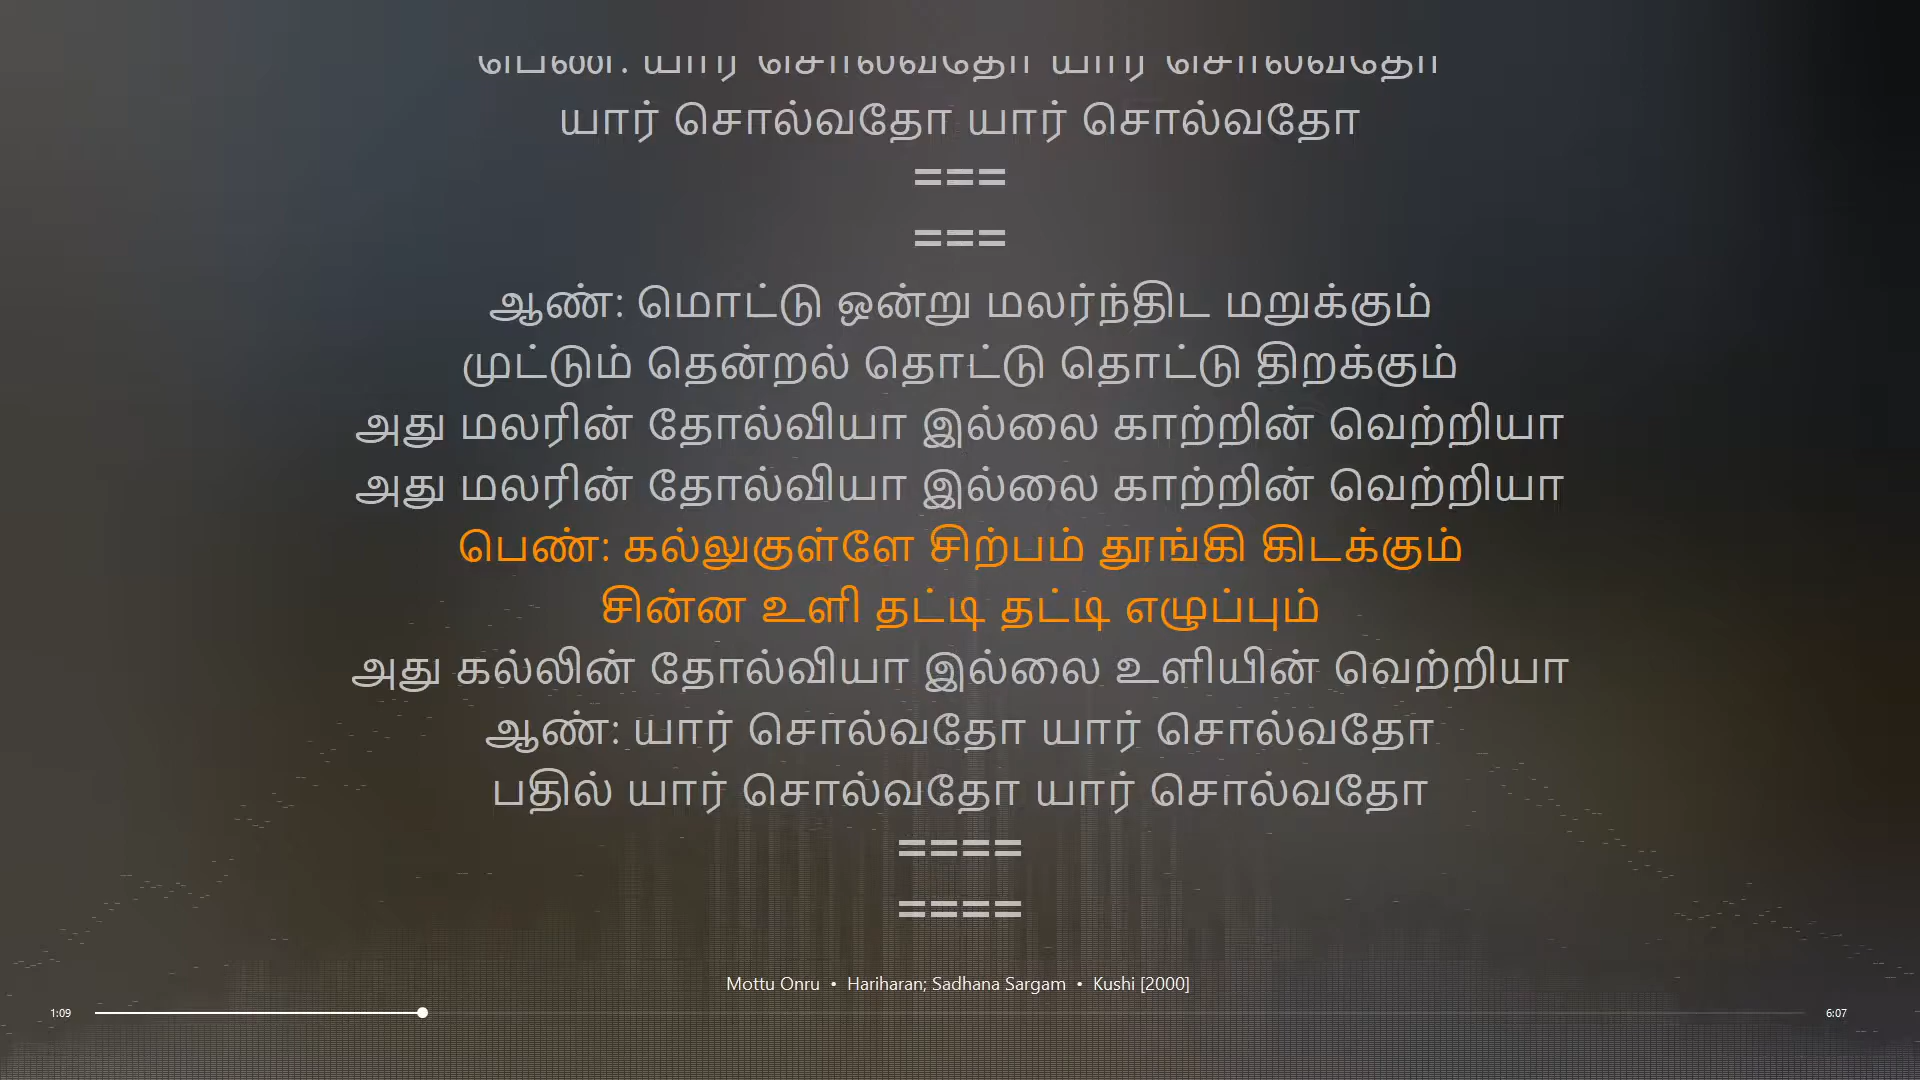 பெண்: யார் சொல்வதோ யார் சொல்வதோ
யார் சொல்வதோ யார் சொல்வதோ
===
===
ஆண்: மொட்டு ஒன்று மலர்ந்திட மறுக்கும்
முட்டும் தென்றல் தொட்டு தொட்டு திறக்கும்
அது மலரின் தோல்வியா இல்லை காற்றின் வெற்றியா
அது மலரின் தோல்வியா இல்லை காற்றின் வெற்றியா
பெண்: கல்லுகுள்ளே சிற்பம் தூங்கி கிடக்கும்
சின்ன உளி தட்டி தட்டி எழுப்பும்
அது கல்லின் தோல்வியா இல்லை உளியின் வெற்றியா
ஆண்: யார் சொல்வதோ யார் சொல்வதோ
பதில் யார் சொல்வதோ யார் சொல்வதோ
====
====
Mottu Onru • Hariharan; Sadhana Sargam • Kushi [2000]
1:09 6:07